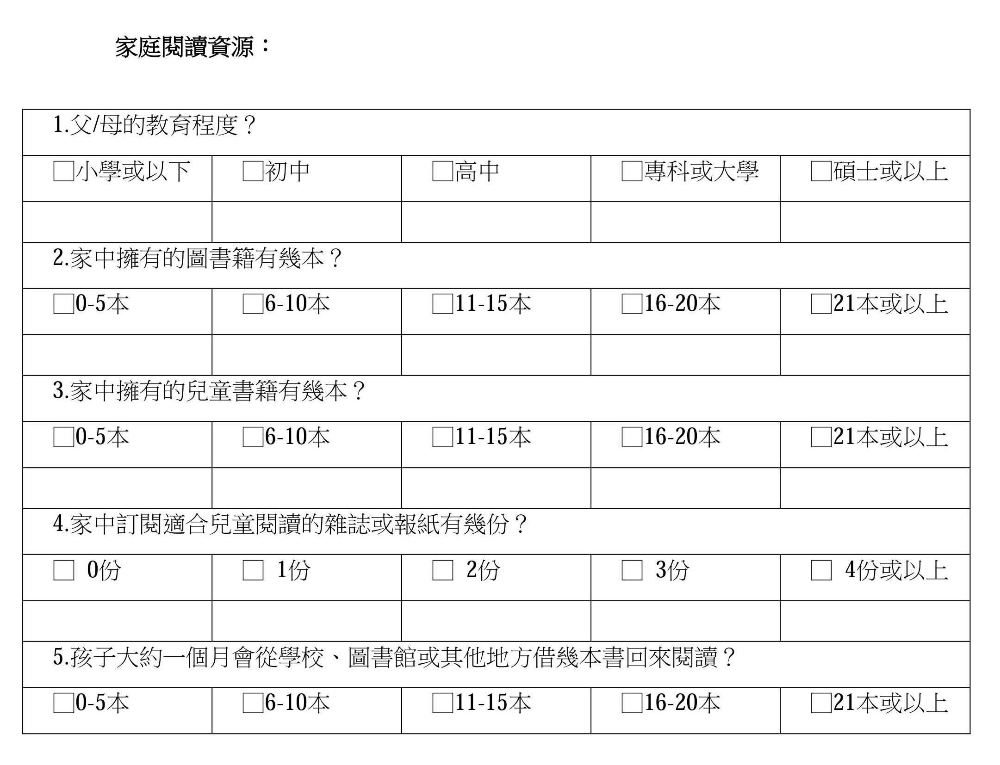 家庭閱讀資源：
1.父/母的教育程度？
□小學或以下 □初中 □高中 □專科或大學 □碩士或以上
2.家中擁有的圖書籍有幾本？
□0-5本 □6-10本 □11-15本 □16-20本 □21本或以上
3.家中擁有的兒童書籍有幾本？
□0-5本 □6-10本 □11-15本 □16-20本 □21本或以上
4.家中訂閱適合兒童閱讀的雜誌或報紙有幾份？
□ 0份 □ 1份 □ 2份 □ 3份 □ 4份或以上
5.孩子大約一個月會從學校、圖書館或其他地方借幾本書回來閱讀？
□0-5本 □6-10本 □11-15本 □16-20本 □21本或以上